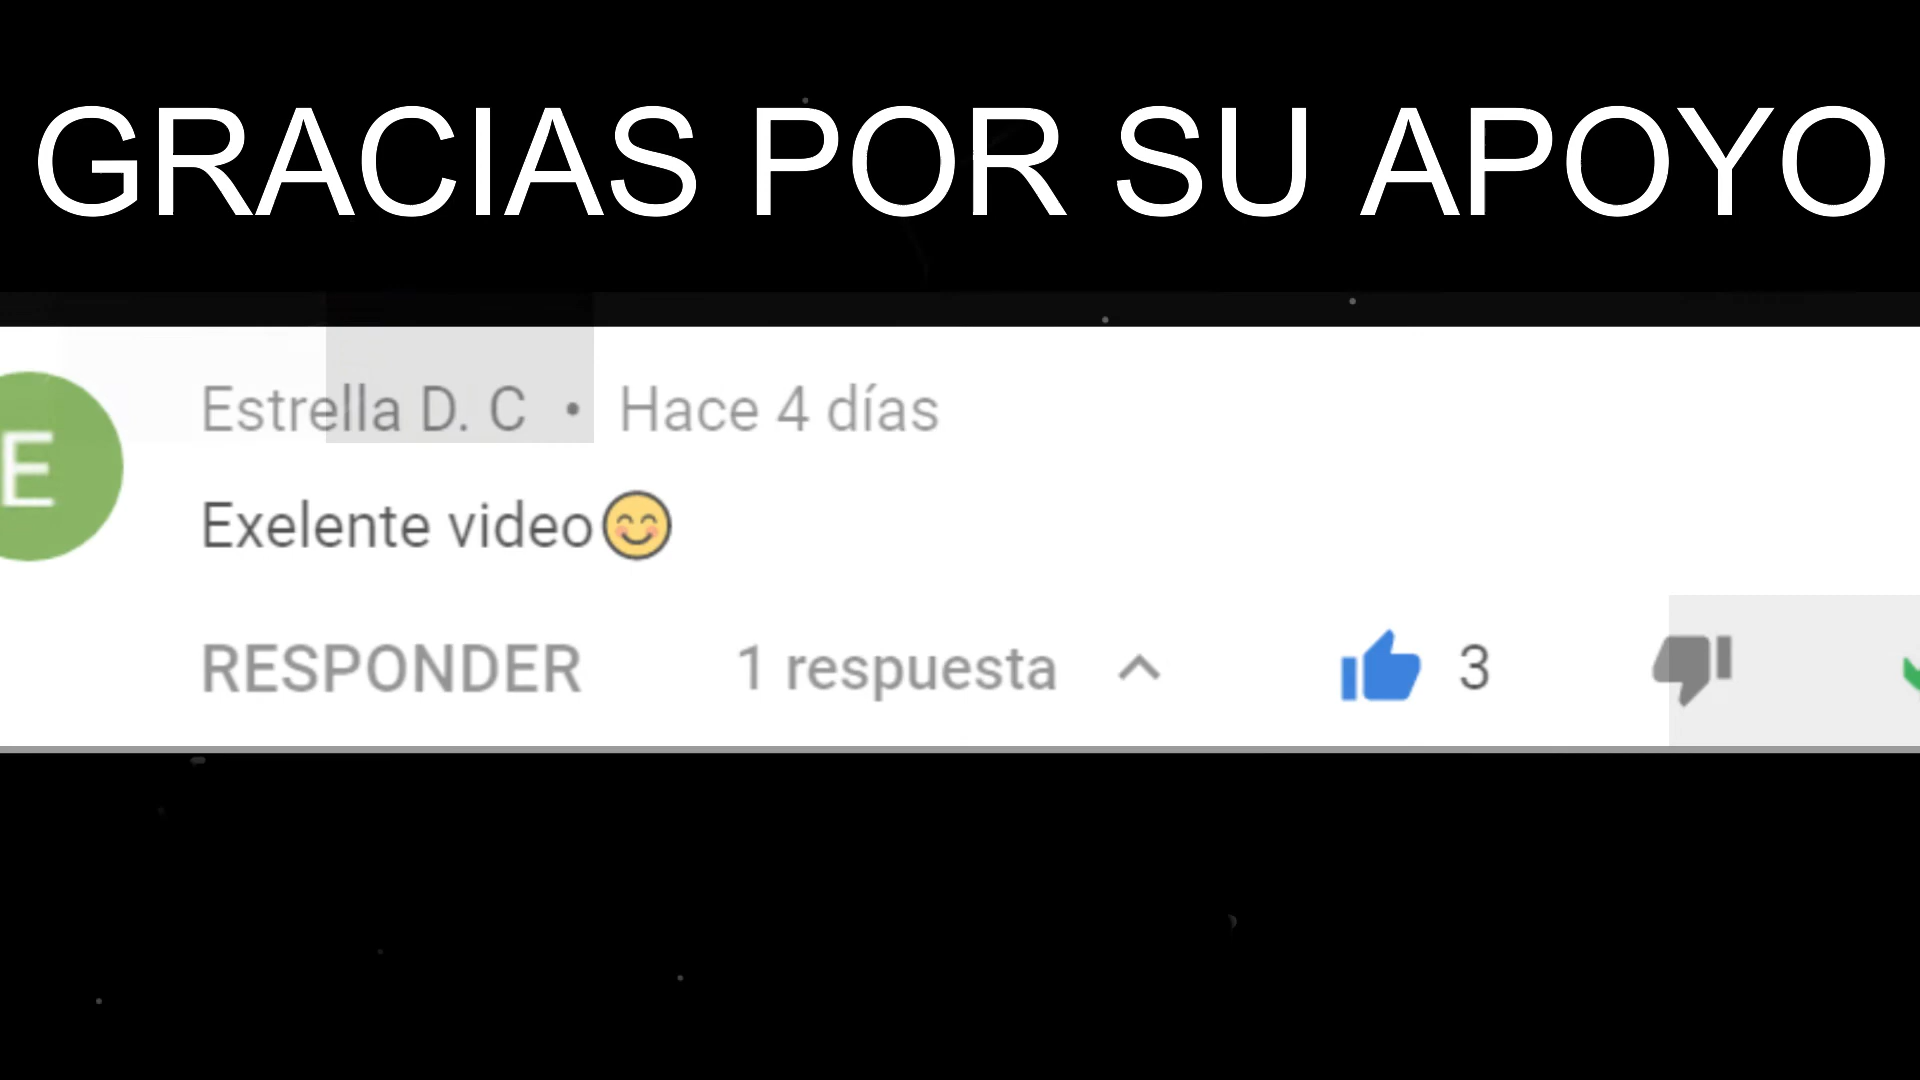 GRACIAS POR SU APOYO
E
Estrella D. C • Hace 4 días
Exelente video😊
RESPONDER 1 respuesta 3